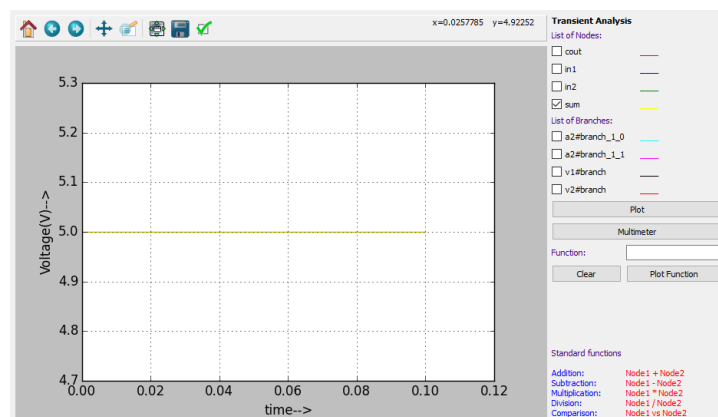 x=0.0257785 y=4.92252
5.3
5.2
5.1
5.0
4.9
4.8
4.7
Voltage(V)-->
0.00 0.02 0.04 0.06 0.08 0.10 0.12
time-->
Transient Analysis
List of Nodes:
cout
in1
in2
sum
List of Branches:
a2#branch_1_0
a2#branch_1_1
v1#branch
v2#branch
Plot
Multimeter
Function:
Clear Plot Function
Standard functions
Addition: Node1 + Node2
Subtraction: Node1 - Node2
Multiplication: Node1 * Node2
Division: Node1 / Node2
Comparison: Node1 vs Node2